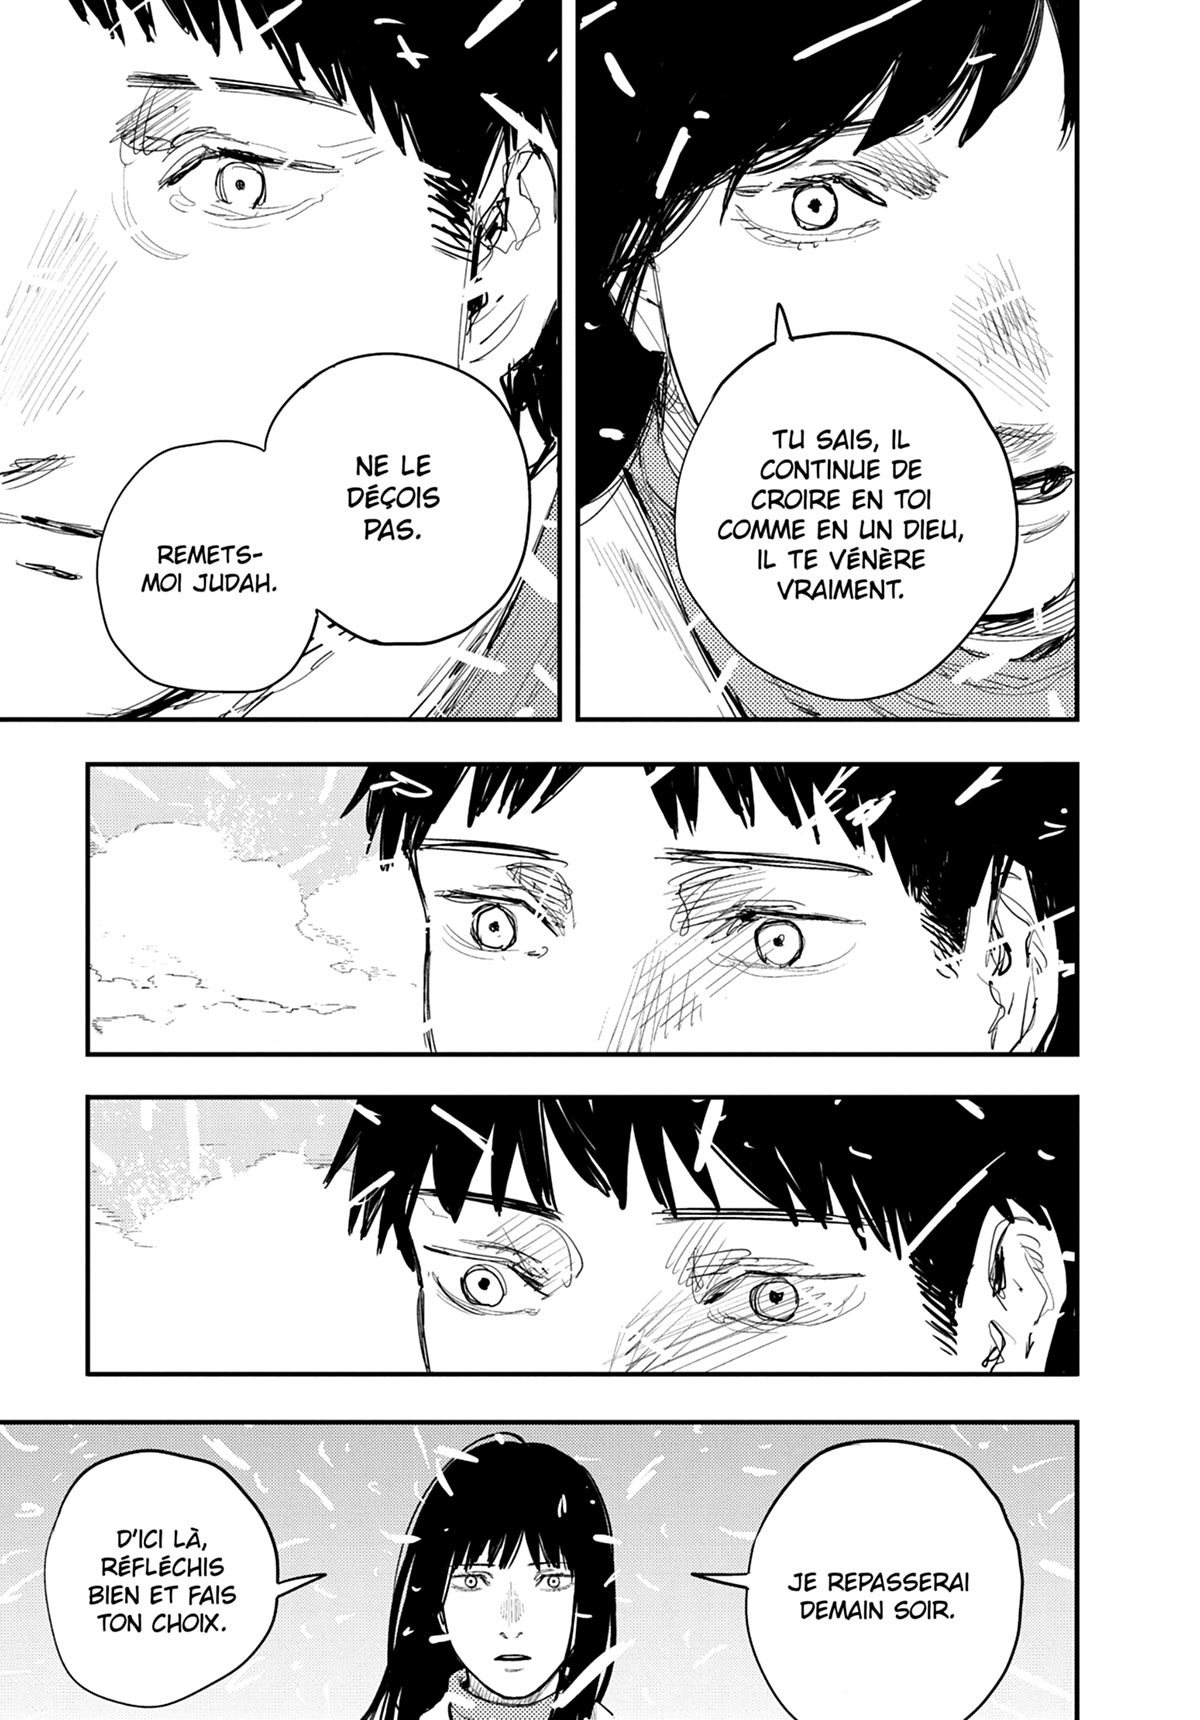 TU SAIS, IL
CONTINUE DE
CROIRE EN TOI
COMME EN UN DIEU,
IL TE VÉNÈRE
VRAIMENT.
NE LE
DÉÇOIS
PAS.
REMETS-
MOI JUDAH.
JE REPASSERAI
DEMAIN SOIR.
D'ICI LÀ,
RÉFLÉCHIS
BIEN ET FAIS
TON CHOIX.